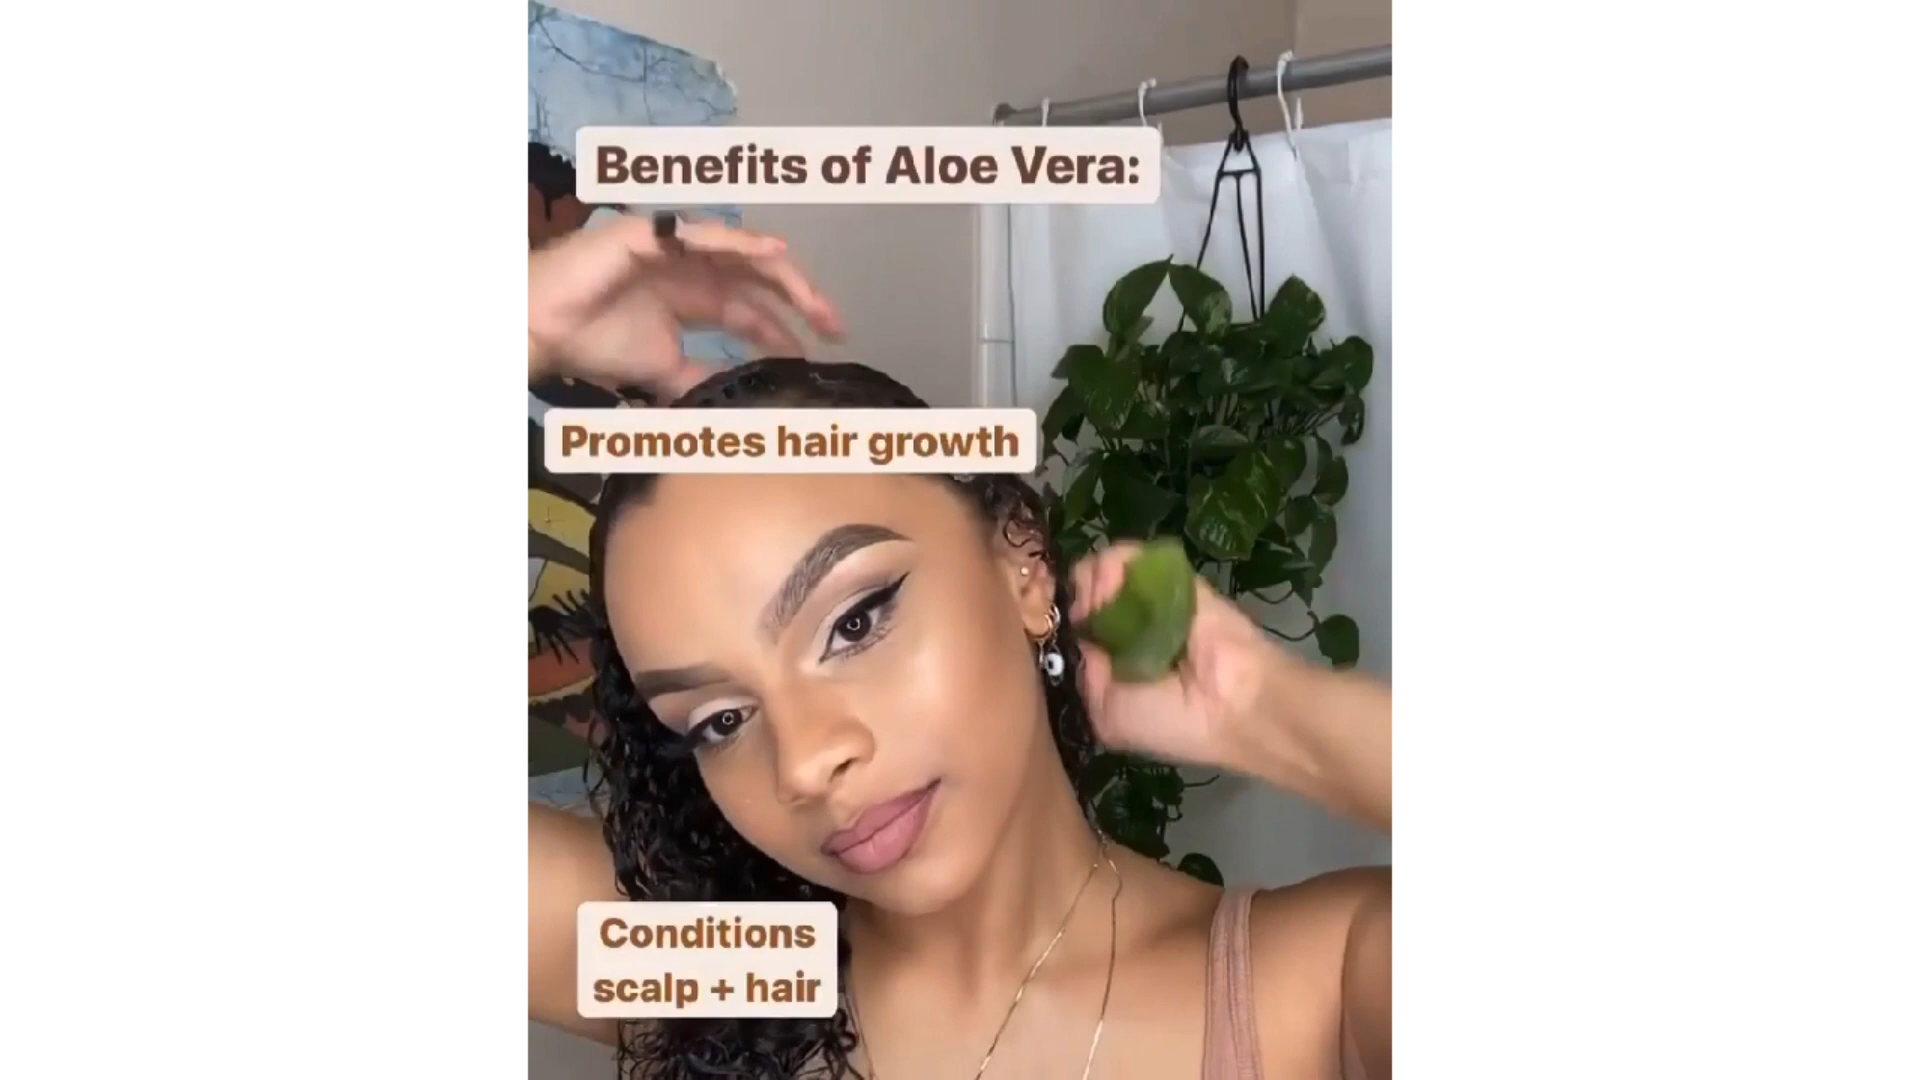 Benefits of Aloe Vera:
Promotes hair growth
Conditions
scalp + hair